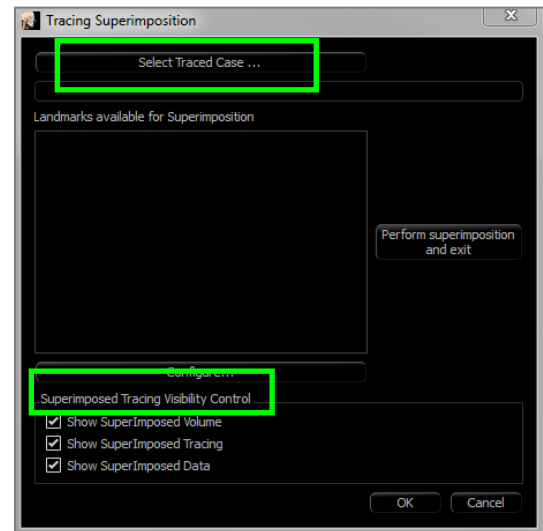 Tracing Superimposition
Select Traced Case ...
Landmarks available for Superimposition
Perform superimposition
and exit
Configure...
Superimposed Tracing Visibility Control
Show SuperImposed Volume
Show SuperImposed Tracing
Show SuperImposed Data
OK Cancel